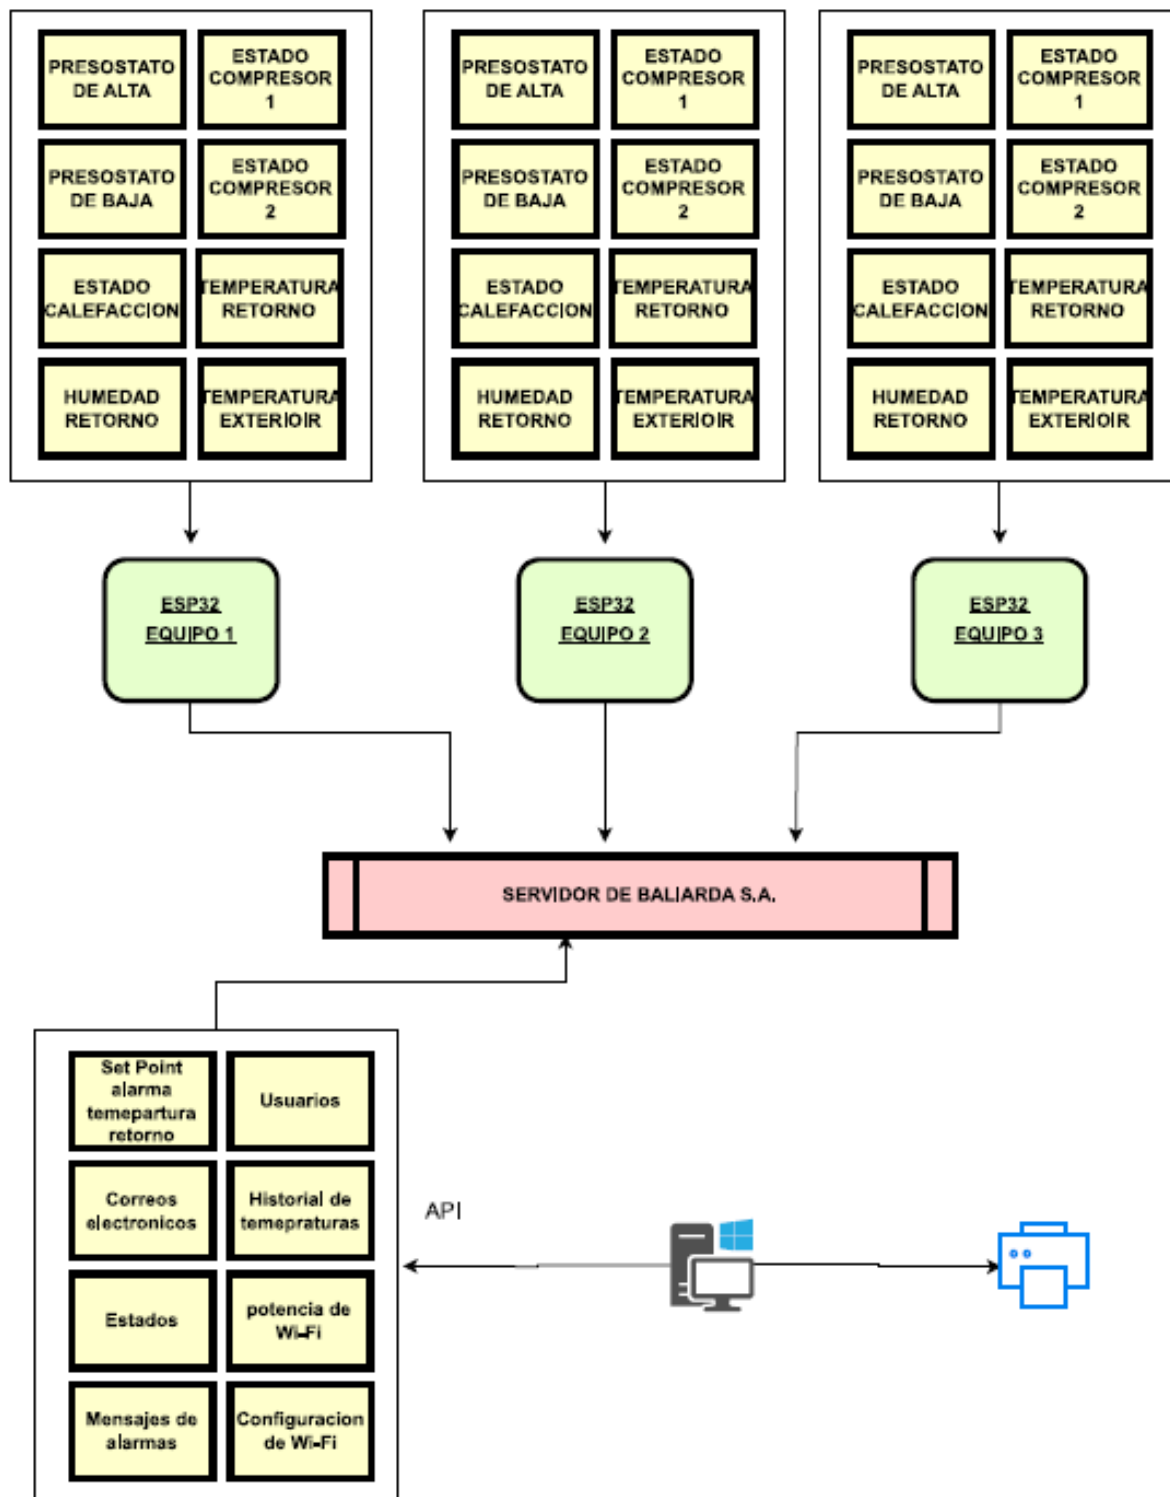 PRESOSTATO
DE ALTA
ESTADO
COMPRESOR
1
PRESOSTATO
DE BAJA
ESTADO
COMPRESOR
2
ESTADO
CALEFACCION
TEMPERATURA
RETORNO
HUMEDAD
RETORNO
TEMPERATURA
EXTERIOIR
PRESOSTATO
DE ALTA
ESTADO
COMPRESOR
1
PRESOSTATO
DE BAJA
ESTADO
COMPRESOR
2
ESTADO
CALEFACCION
TEMPERATURA
RETORNO
HUMEDAD
RETORNO
TEMPERATURA
EXTERIOIR
PRESOSTATO
DE ALTA
ESTADO
COMPRESOR
1
PRESOSTATO
DE BAJA
ESTADO
COMPRESOR
2
ESTADO
CALEFACCION
TEMPERATURA
RETORNO
HUMEDAD
RETORNO
TEMPERATURA
EXTERIOIR
ESP32
EQUIPO 1
ESP32
EQUIPO 2
ESP32
EQUIPO 3
SERVIDOR DE BALIARDA S.A.
Set Point
alarma
temepartura
retorno
Usuarios
Correos
electronicos
Historial de
temepraturas
Estados
potencia de
Wi-Fi
Mensajes de
alarmas
Configuracion
de Wi-Fi
API